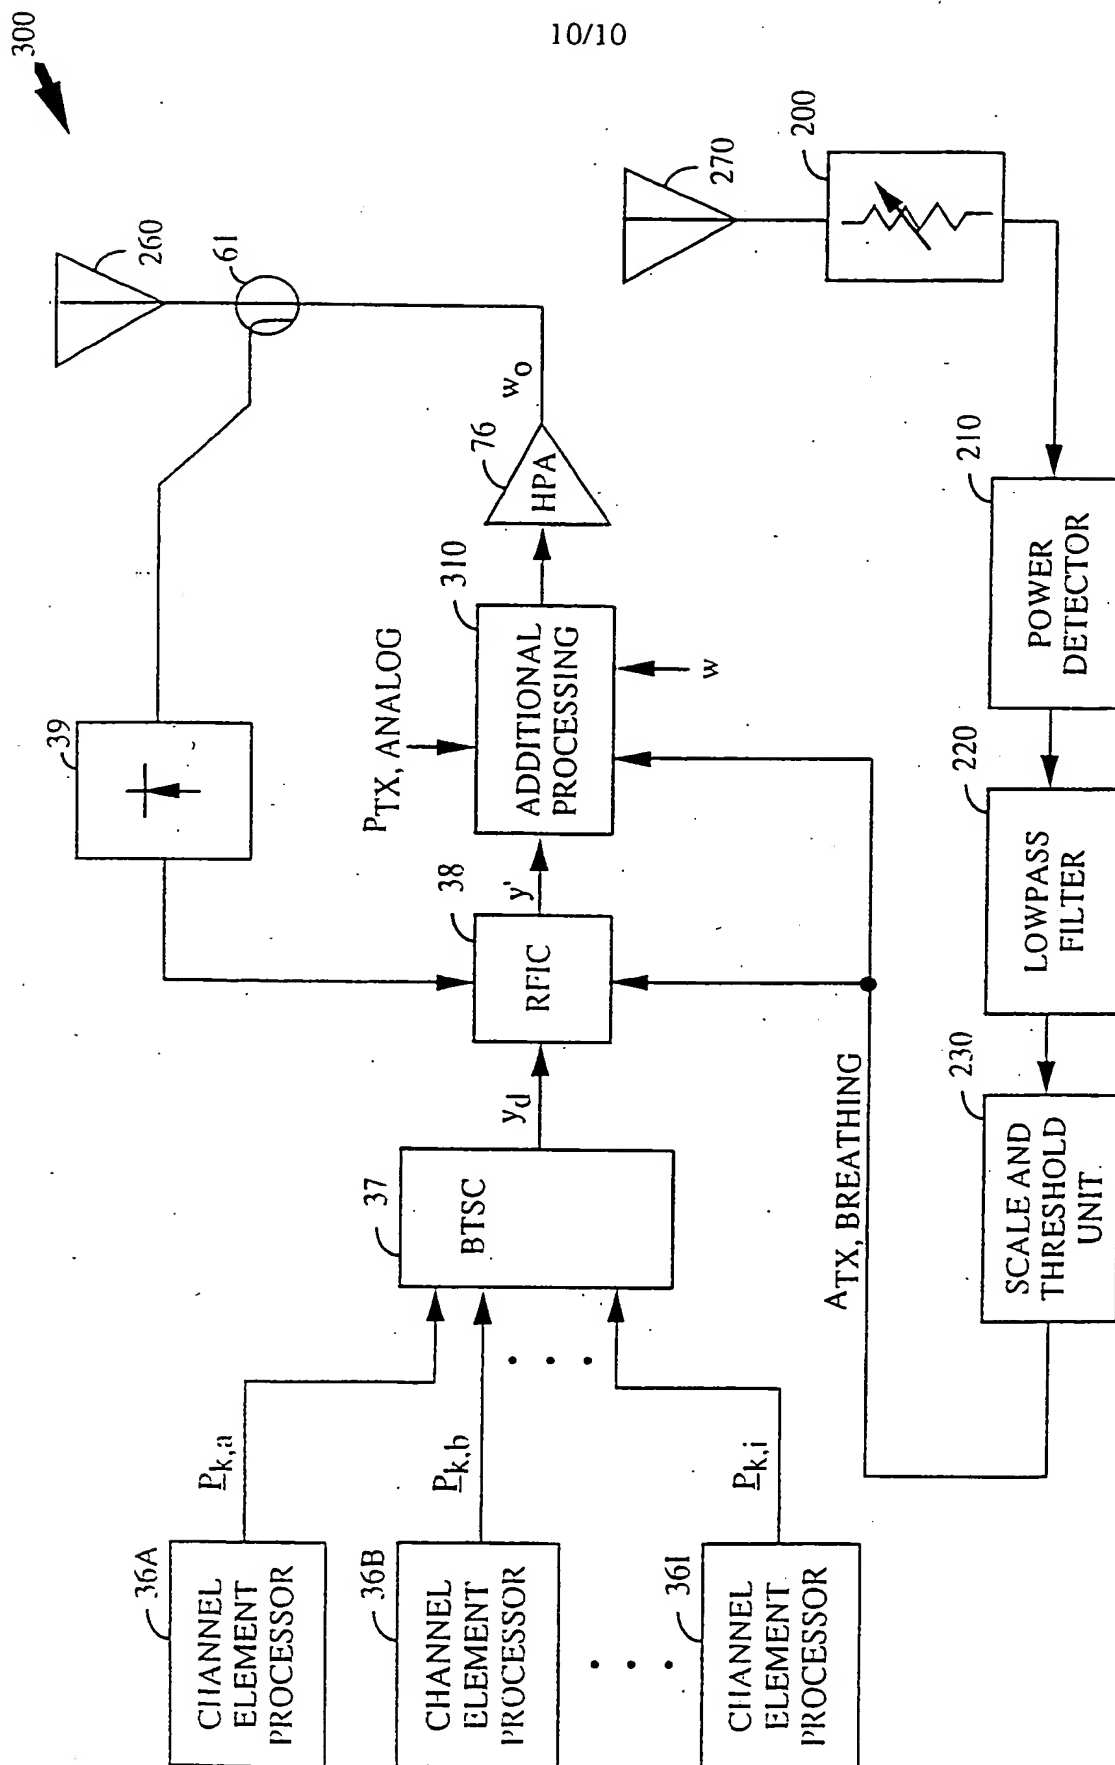 10/10
300
36A
CHANNEL
ELEMENT
PROCESSOR
Pk,a
36B
CHANNEL
ELEMENT
PROCESSOR
Pk,b
36I
CHANNEL
ELEMENT
PROCESSOR
Pk,i
37
BTSC
yd
38
RFIC
y'
39
PTX, ANALOG
310
ADDITIONAL
PROCESSING
w
76
HPA
wo
61
260
270
200
210
POWER
DETECTOR
220
LOWPASS
FILTER
230
SCALE AND
THRESHOLD
UNIT
ATX, BREATHING